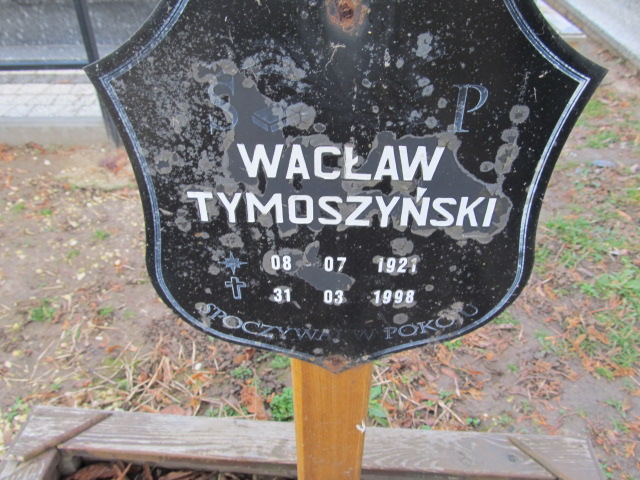 S P
WACŁAW
TYMOSZYŃSKI
08 - 07 1921
31 03 1998
SPOCZYWAJ W POKOJU